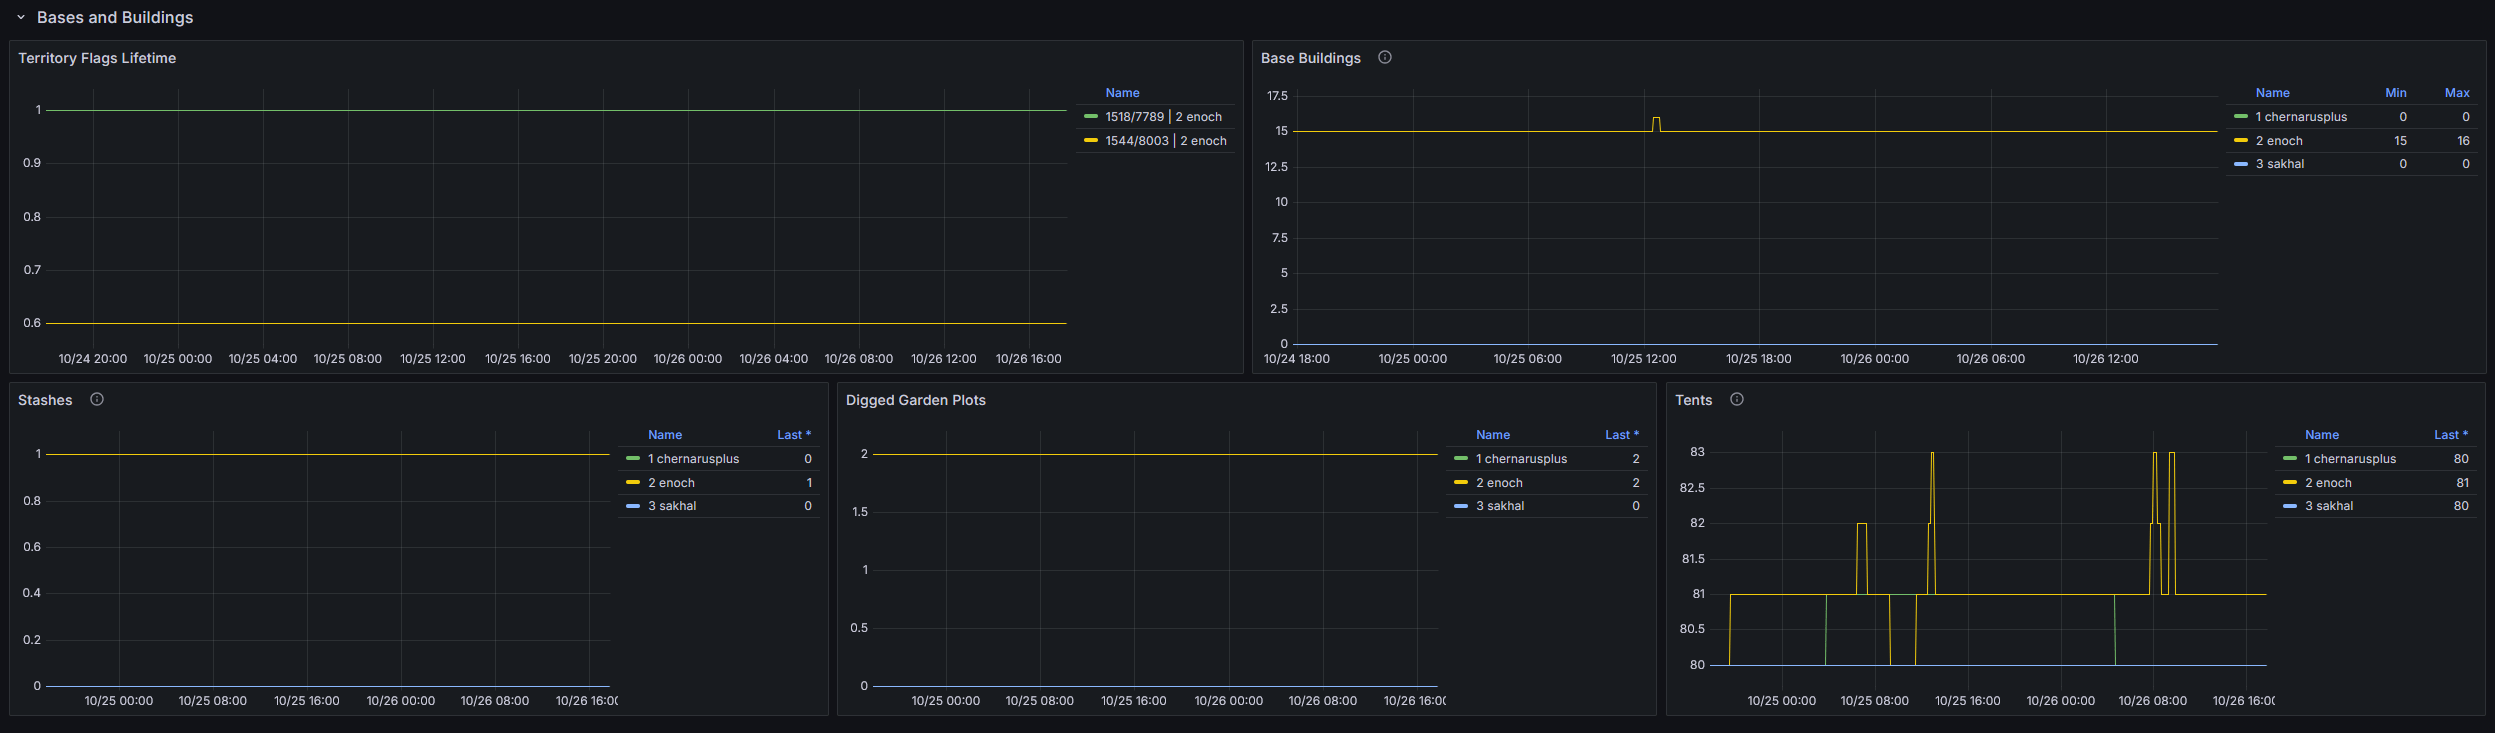 Bases and Buildings
Territory Flags Lifetime
1
0.9
0.8
0.7
0.6
10/24 20:00 10/25 00:00 10/25 04:00 10/25 08:00 10/25 12:00 10/25 16:00 10/25 20:00 10/26 00:00 10/26 04:00 10/26 08:00 10/26 12:00 10/26 16:00
Name
1518/7789 | 2 enoch
1544/8003 | 2 enoch
Base Buildings
17.5
15
12.5
10
7.5
5
2.5
0
10/24 18:00 10/25 00:00 10/25 06:00 10/25 12:00 10/25 18:00 10/26 00:00 10/26 06:00 10/26 12:00
Name Min Max
1 chernarusplus 0 0
2 enoch 15 16
3 sakhal 0 0
Stashes
1
0.8
0.6
0.4
0.2
0
10/25 00:00 10/25 08:00 10/25 16:00 10/26 00:00 10/26 08:00 10/26 16:00
Name Last *
1 chernarusplus 0
2 enoch 1
3 sakhal 0
Digged Garden Plots
2
1.5
1
0.5
0
10/25 00:00 10/25 08:00 10/25 16:00 10/26 00:00 10/26 08:00 10/26 16:00
Name Last *
1 chernarusplus 2
2 enoch 2
3 sakhal 0
Tents
83
82.5
82
81.5
81
80.5
80
10/25 00:00 10/25 08:00 10/25 16:00 10/26 00:00 10/26 08:00 10/26 16:00
Name Last *
1 chernarusplus 80
2 enoch 81
3 sakhal 80